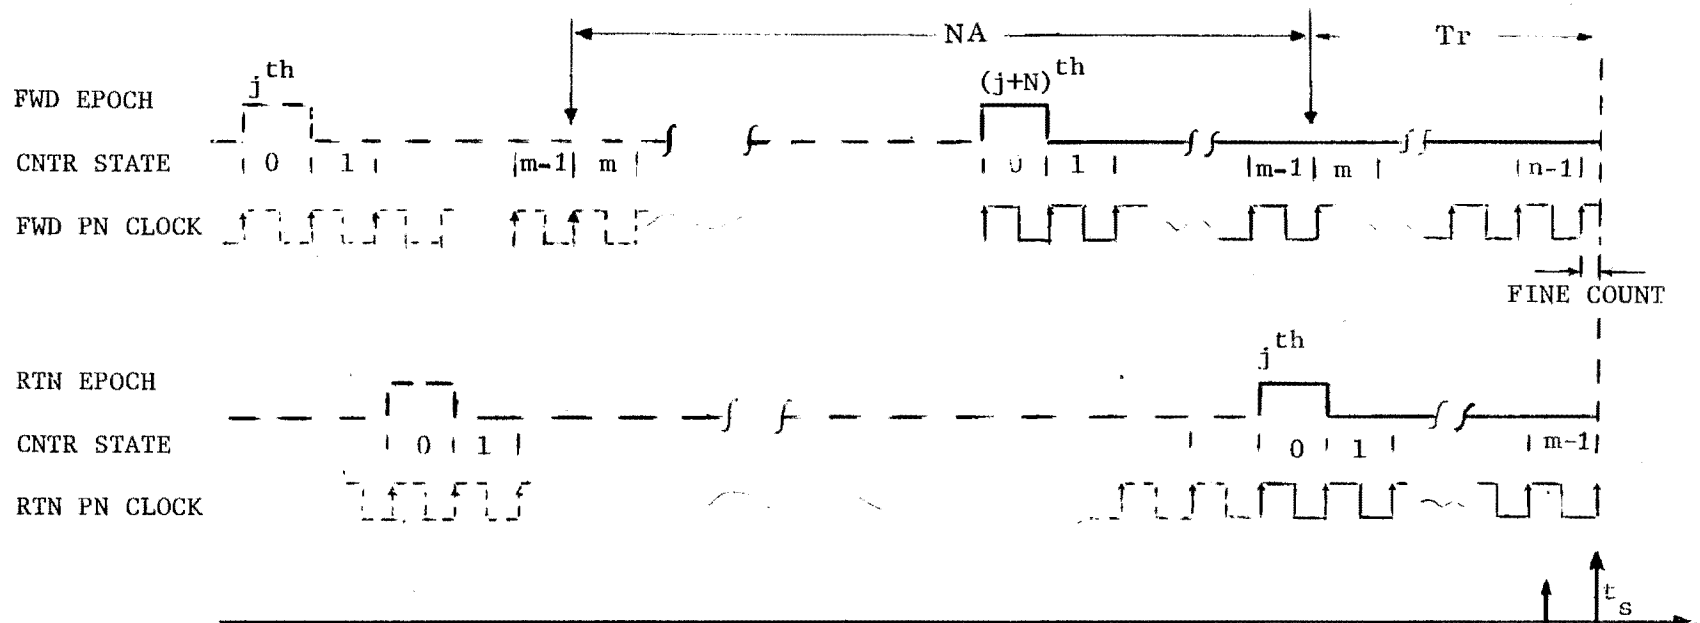 NA Tr
j^th (j+N)^th
FWD EPOCH
CNTR STATE 0 1 m-1 m 0 1 m-1 m n-1
FWD PN CLOCK
FINE COUNT
j^th
RTN EPOCH
CNTR STATE 0 1 0 1 m-1
RTN PN CLOCK
t_s